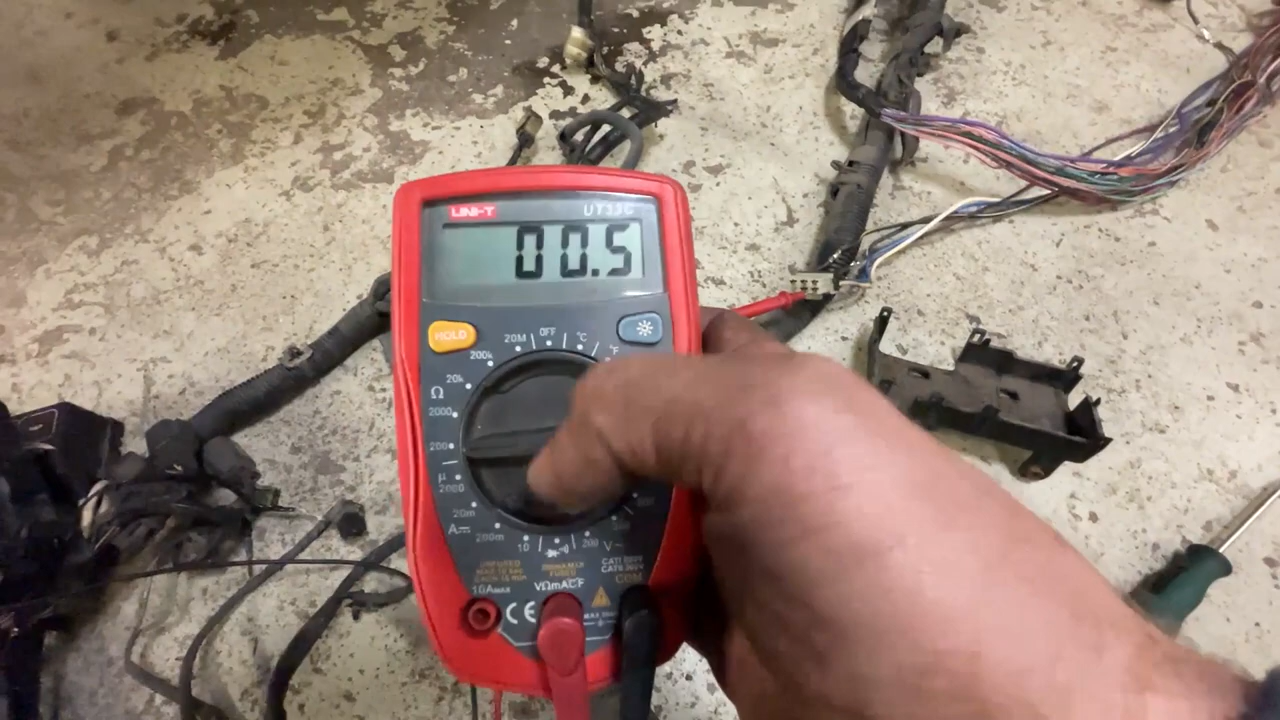 UNI-T UT33C
00.5
HOLD
20M OFF °C °F
200k
20k
Ω
2000
200
μ
2000
20m
A
200m
10
200 V~
VΩmA°C°F
10AMAX
COM
CE